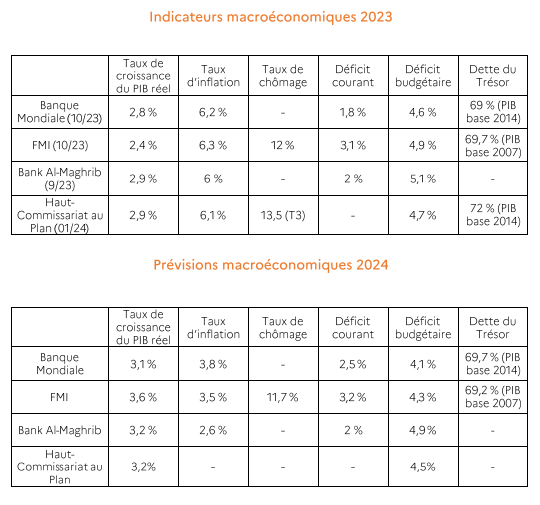 Indicateurs macroéconomiques 2023
Taux de croissance du PIB réel Taux d'inflation Taux de chômage Déficit courant Déficit budgétaire Dette du Trésor
Banque Mondiale (10/23) 2,8 % 6,2 % - 1,8 % 4,6 % 69 % (PIB base 2014)
FMI (10/23) 2,4 % 6,3 % 12 % 3,1 % 4,9 % 69,7 % (PIB base 2007)
Bank Al-Maghrib (9/23) 2,9 % 6 % - 2 % 5,1 % -
Haut-Commissariat au Plan (01/24) 2,9 % 6,1 % 13,5 (T3) - 4,7 % 72 % (PIB base 2014)
Prévisions macroéconomiques 2024
Taux de croissance du PIB réel Taux d'inflation Taux de chômage Déficit courant Déficit budgétaire Dette du Trésor
Banque Mondiale 3,1 % 3,8 % - 2,5 % 4,1 % 69,7 % (PIB base 2014)
FMI 3,6 % 3,5 % 11,7 % 3,2 % 4,3 % 69,2 % (PIB base 2007)
Bank Al-Maghrib 3,2 % 2,6 % - 2 % 4,9 % -
Haut-Commissariat au Plan 3,2% - - - 4,5% -